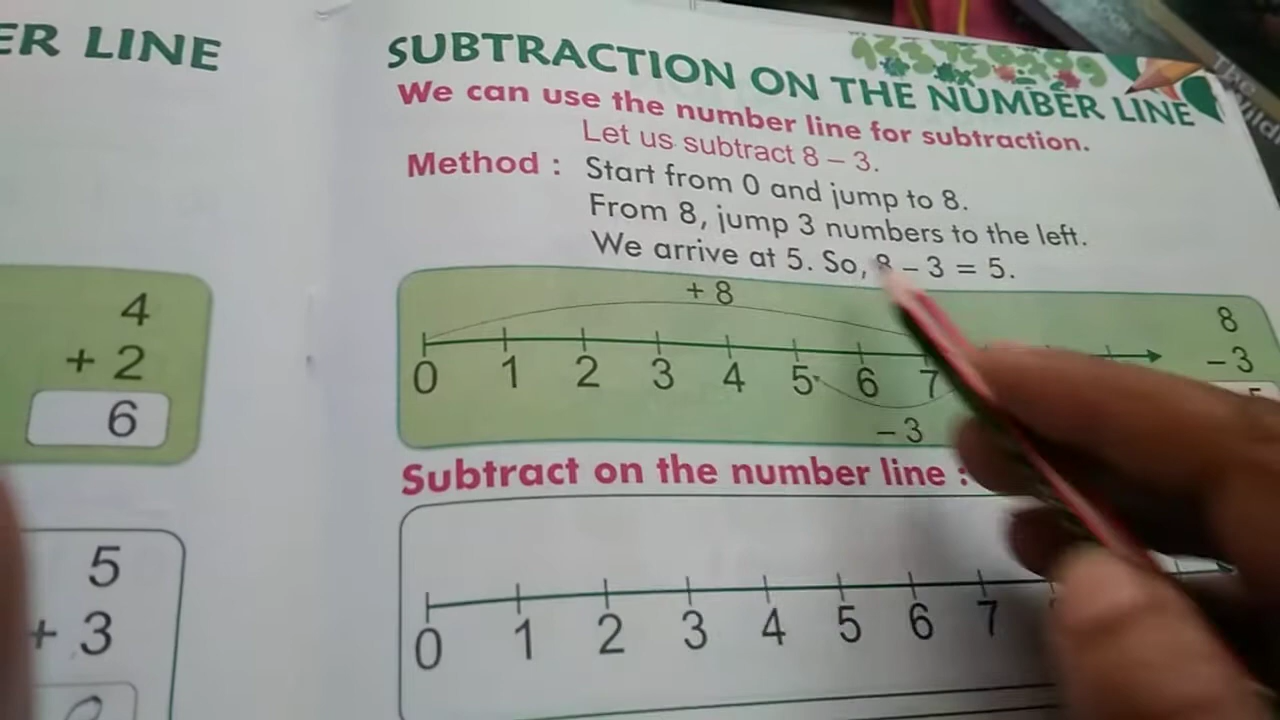 ER LINE
4
+ 2
6
5
+ 3
SUBTRACTION ON THE NUMBER LINE
We can use the number line for subtraction.
Let us subtract 8 – 3.
Method : Start from 0 and jump to 8.
From 8, jump 3 numbers to the left.
We arrive at 5. So, 8 – 3 = 5.
+ 8
0 1 2 3 4 5 6 7
– 3
8
– 3
Subtract on the number line :
0 1 2 3 4 5 6 7